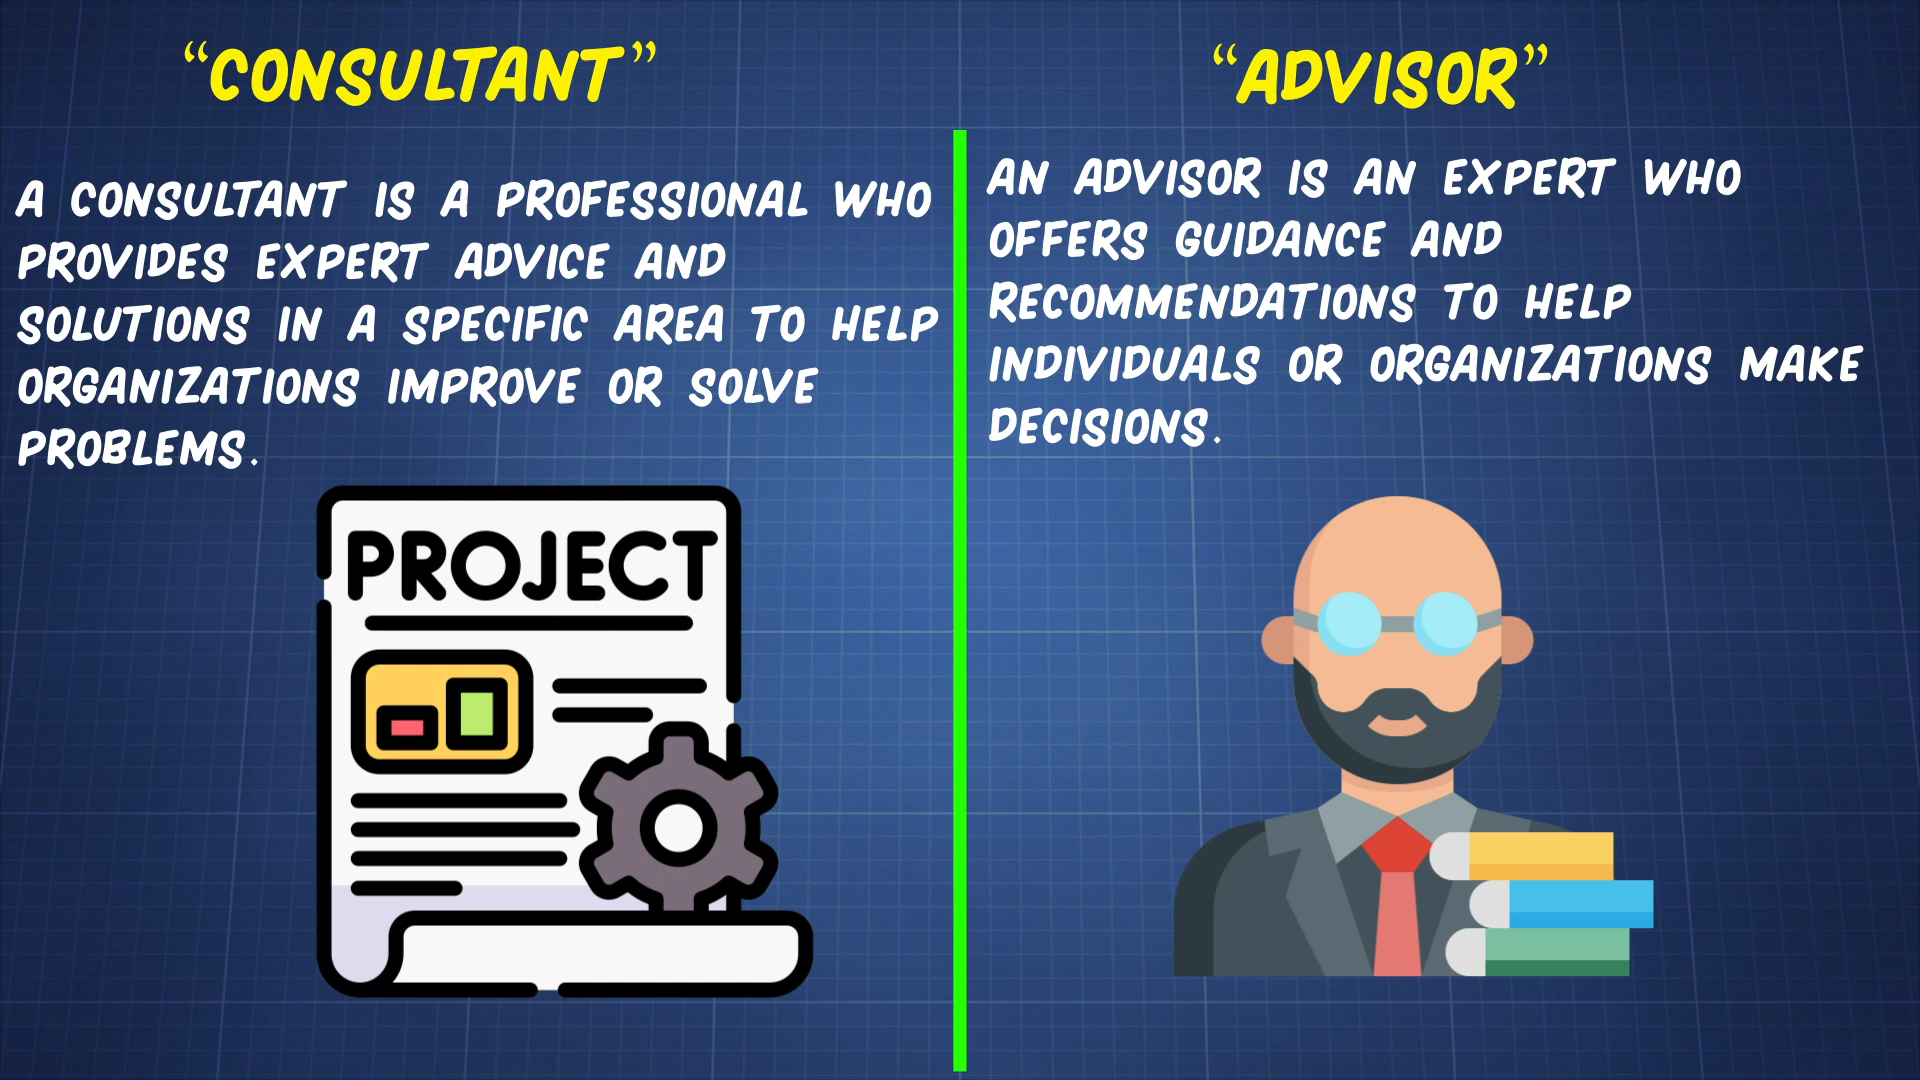 “CONSULTANT”
A CONSULTANT IS A PROFESSIONAL WHO
PROVIDES EXPERT ADVICE AND
SOLUTIONS IN A SPECIFIC AREA TO HELP
ORGANIZATIONS IMPROVE OR SOLVE
PROBLEMS.
PROJECT
“ADVISOR”
AN ADVISOR IS AN EXPERT WHO
OFFERS GUIDANCE AND
RECOMMENDATIONS TO HELP
INDIVIDUALS OR ORGANIZATIONS MAKE
DECISIONS.